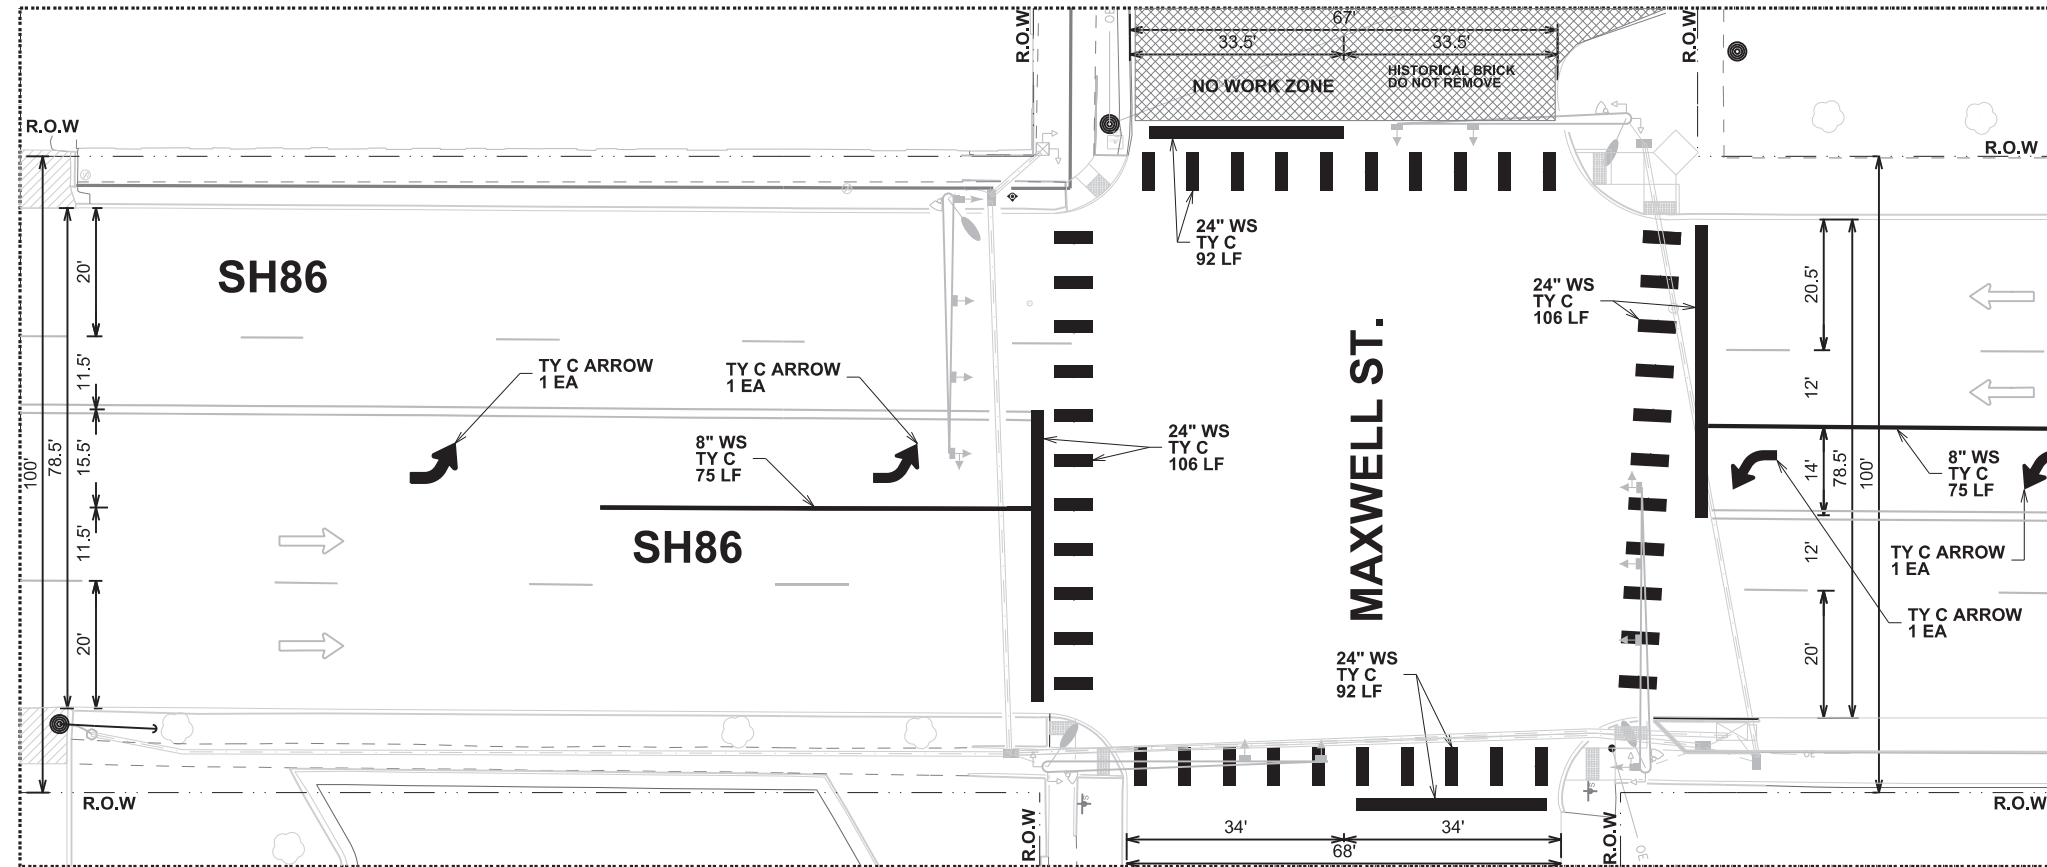 R.O.W
67'
33.5'
33.5'
NO WORK ZONE
HISTORICAL BRICK
DO NOT REMOVE
R.O.W
OE
R.O.W
R.O.W
24" WS
TY C
92 LF
SH86
20'
11.5'
15.5'
11.5'
20'
78.5'
100'
TY C ARROW
1 EA
TY C ARROW
1 EA
8" WS
TY C
75 LF
24" WS
TY C
106 LF
SH86
MAXWELL ST.
24" WS
TY C
106 LF
20.5'
12'
14'
12'
20'
78.5'
100'
8" WS
TY C
75 LF
TY C ARROW
1 EA
TY C ARROW
1 EA
24" WS
TY C
92 LF
R.O.W
R.O.W
34'
34'
68'
R.O.W
OE
OE
R.O.W